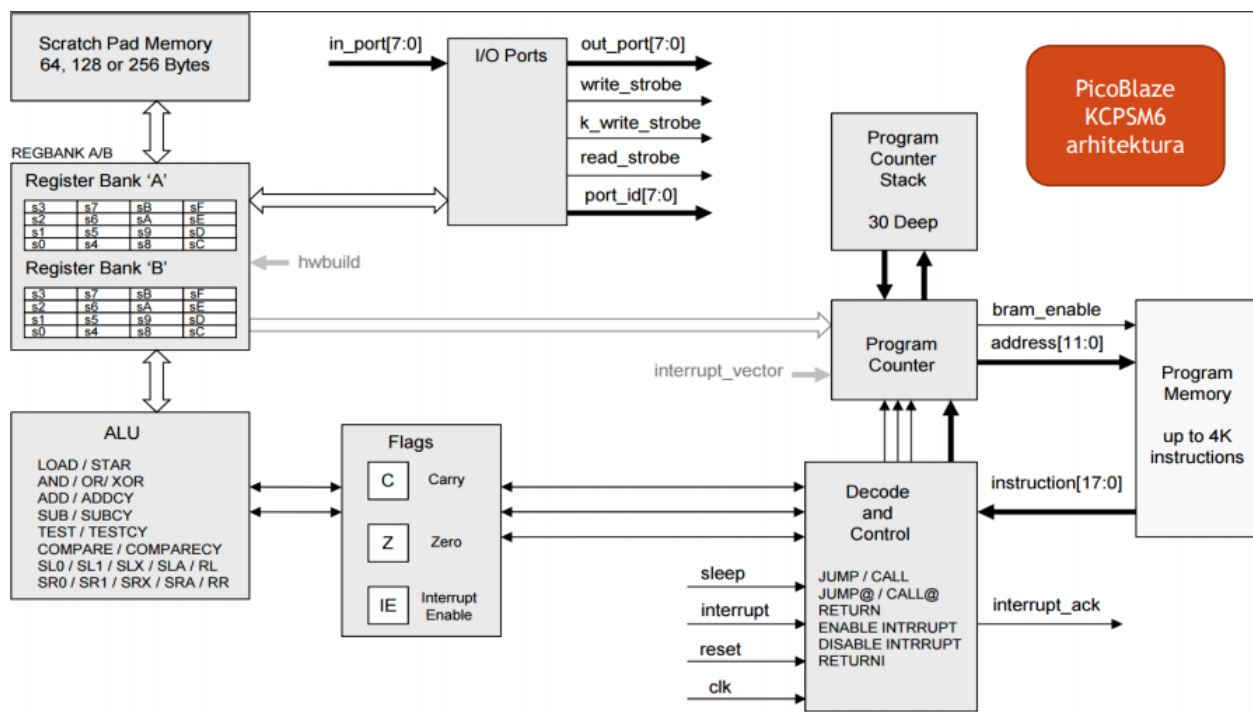 Scratch Pad Memory
64, 128 or 256 Bytes
in_port[7:0]
I/O Ports
out_port[7:0]
write_strobe
k_write_strobe
read_strobe
port_id[7:0]
PicoBlaze
KCPSM6
arhitektura
REGBANK A/B
Register Bank 'A'
s3 s7 sB sF
s2 s6 sA sE
s1 s5 s9 sD
s0 s4 s8 sC
Register Bank 'B'
s3 s7 sB sF
s2 s6 sA sE
s1 s5 s9 sD
s0 s4 s8 sC
hwbuild
Program
Counter
Stack
30 Deep
interrupt_vector
Program
Counter
bram_enable
address[11:0]
Program
Memory
up to 4K
instructions
instruction[17:0]
ALU
LOAD / STAR
AND / OR/ XOR
ADD / ADDCY
SUB / SUBCY
TEST / TESTCY
COMPARE / COMPARECY
SL0 / SL1 / SLX / SLA / RL
SR0 / SR1 / SRX / SRA / RR
Flags
C Carry
Z Zero
IE Interrupt
Enable
Decode
and
Control
JUMP / CALL
JUMP@ / CALL@
RETURN
ENABLE INTRRUPT
DISABLE INTRRUPT
RETURNI
sleep
interrupt
reset
clk
interrupt_ack